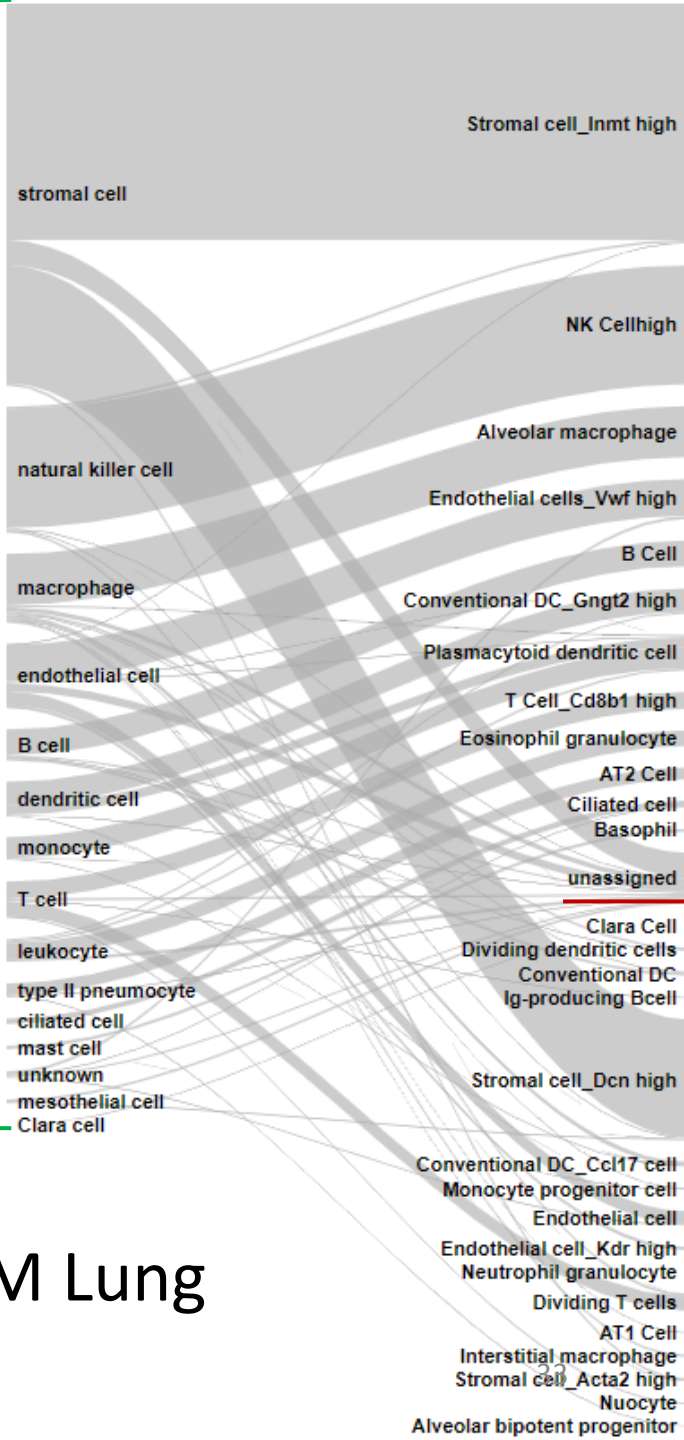 stromal cell
natural killer cell
macrophage
endothelial cell
B cell
dendritic cell
monocyte
T cell
leukocyte
type II pneumocyte
ciliated cell
mast cell
unknown
mesothelial cell
Clara cell
Stromal cell_Inmt high
NK Cellhigh
Alveolar macrophage
Endothelial cells_Vwf high
B Cell
Conventional DC_Gngt2 high
Plasmacytoid dendritic cell
T Cell_Cd8b1 high
Eosinophil granulocyte
AT2 Cell
Ciliated cell
Basophil
unassigned
Clara Cell
Dividing dendritic cells
Conventional DC
Ig-producing Bcell
Stromal cell_Dcn high
Conventional DC_Ccl17 cell
Monocyte progenitor cell
Endothelial cell
Endothelial cell_Kdr high
Neutrophil granulocyte
Dividing T cells
AT1 Cell
Interstitial macrophage
Stromal cell_Acta2 high
Nuocyte
Alveolar bipotent progenitor
M Lung
33